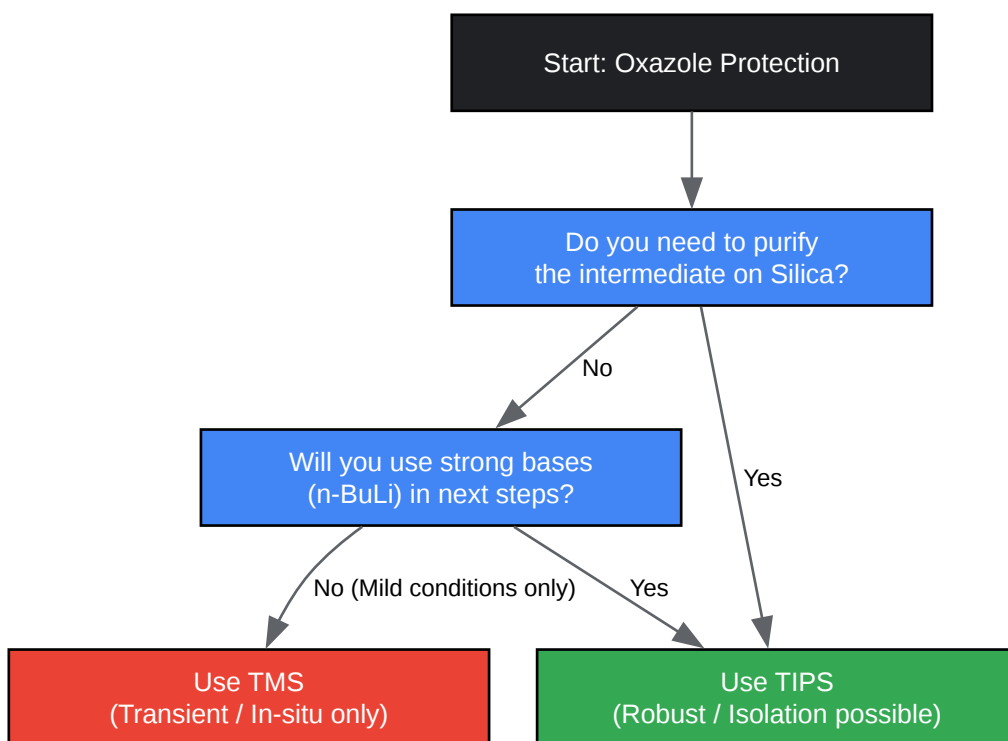 Start: Oxazole Protection
Do you need to purify
the intermediate on Silica?
No
Yes
Will you use strong bases
(n-BuLi) in next steps?
No (Mild conditions only)
Yes
Use TMS
(Transient / In-situ only)
Use TIPS
(Robust / Isolation possible)